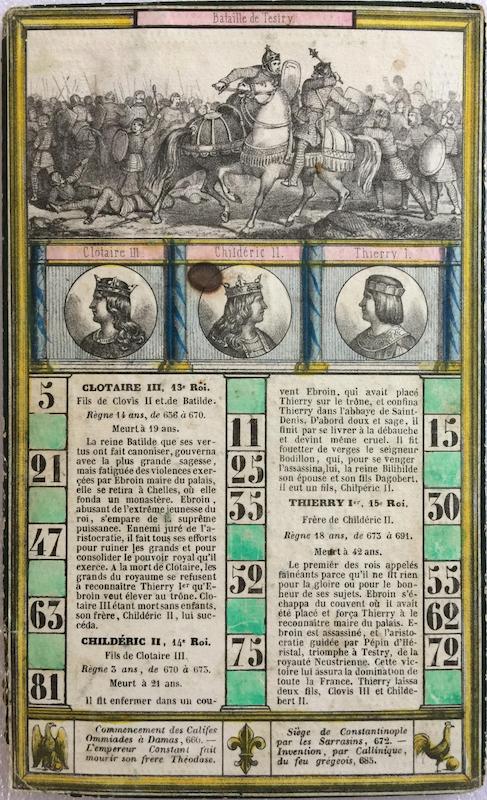 Bataille de Testry.
Clotaire III.
Childéric II.
Thierry I.
5
21
47
63
81
CLOTAIRE III, 13e Roi.
Fils de Clovis II et de Batilde.
Règne 14 ans, de 656 à 670.
Meurt à 19 ans.
La reine Batilde que ses ver-
tus ont fait canoniser, gouverna
avec la plus grande sagesse,
mais fatiguée des violences exer-
çées par Ebroin maire du palais,
elle se retira à Chelles, où elle
fonda un monastère. Ebroin,
abusant de l'extrême jeunesse du
roi, s'empare de la suprême
puissance. Ennemi juré de l'a-
ristocratie, il fait tous ses efforts
pour ruiner les grands et pour
consolider le pouvoir royal qu'il
exerce. A la mort de Clotaire, les
grands du royaume se refusent
à reconnaitre Thierry Ier qu'E-
broin veut élever au trône. Clo-
taire III étant mort sans enfants,
son frère, Childéric II, lui suc-
céda.
CHILDÉRIC II, 14e Roi.
Fils de Clotaire III.
Règne 3 ans, de 670 à 673.
Meurt à 21 ans.
Il fit enfermer dans un cou-
11
25
35
52
75
vent Ebroin, qui avait placé
Thierry sur le trône, et confina
Thierry dans l'abbaye de Saint-
Denis. D'abord doux et sage, il
finit par se livrer à la débauche
et devint même cruel. Il fit
fouetter de verges le seigneur
Bodillon, qui, pour se venger
l'assassina, lui, la reine Bilihilde
son épouse et son fils Dagobert.
il eut un fils, Chilpéric II.
THIERRY Ier, 15e Roi.
Frère de Childéric II.
Règne 18 ans, de 673 à 691.
Meurt à 42 ans.
Le premier des rois appelés
fainéants parce qu'il ne fit rien
pour la gloire ou pour le bon-
heur de ses sujets. Ebroin s'é-
chappa du couvent où il avait
été placé et força Thierry à le
reconnaitre maire du palais. E-
broin est assassiné, et l'aristo-
cratie guidée par Pépin d'Hé-
ristal, triomphe à Testry, de la
royauté Neustrienne. Cette vic-
toire lui assura la domination de
toute la France. Thierry laissa
deux fils, Clovis III et Childe-
bert II.
15
30
55
62
72
Commencement des Califes
Ommiades à Damas, 660. —
L'empereur Constant fait
mourir son frere Théodose.
Siège de Constantinople
par les Sarrasins, 672. —
Invention, par Callinique,
du feu gregeois, 685.